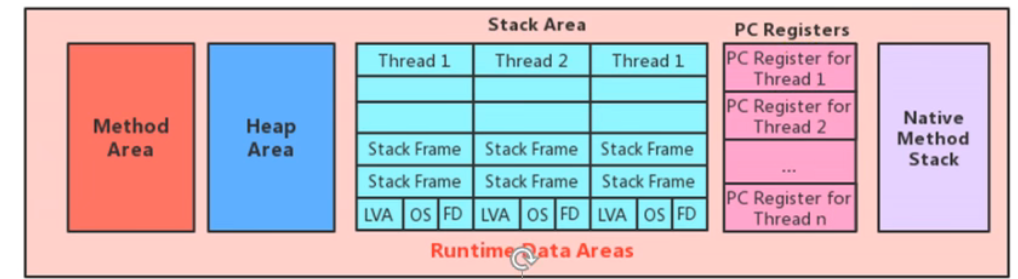 Stack Area
PC Registers
Method
Area
Heap
Area
Thread 1
Thread 2
Thread 1
Stack Frame
Stack Frame
Stack Frame
Stack Frame
Stack Frame
Stack Frame
LVA
OS
FD
LVA
OS
FD
LVA
OS
FD
PC Register for
Thread 1
PC Register for
Thread 2
...
PC Register for
Thread n
Native
Method
Stack
Runtime Data Areas